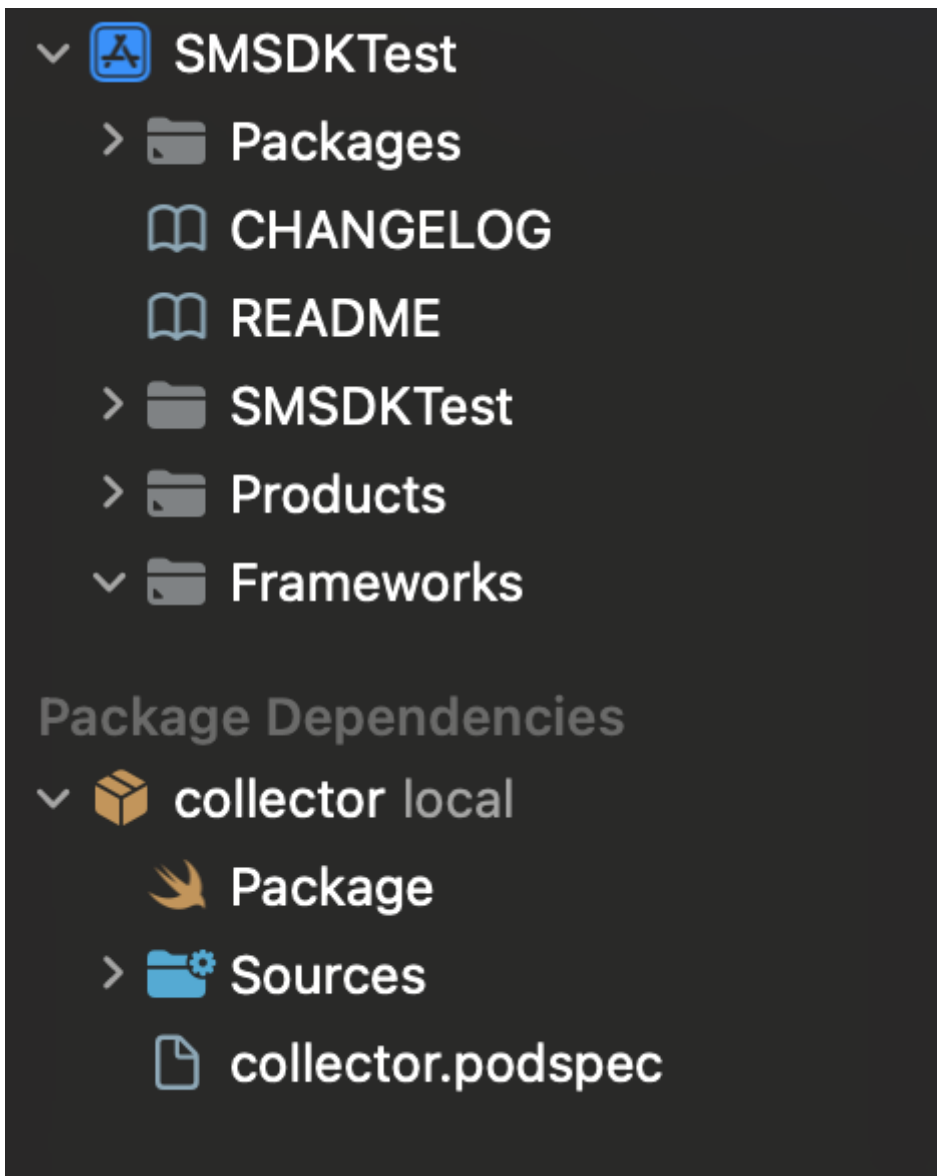 SMSDKTest
Packages
CHANGELOG
README
SMSDKTest
Products
Frameworks
Package Dependencies
collector local
Package
Sources
collector.podspec